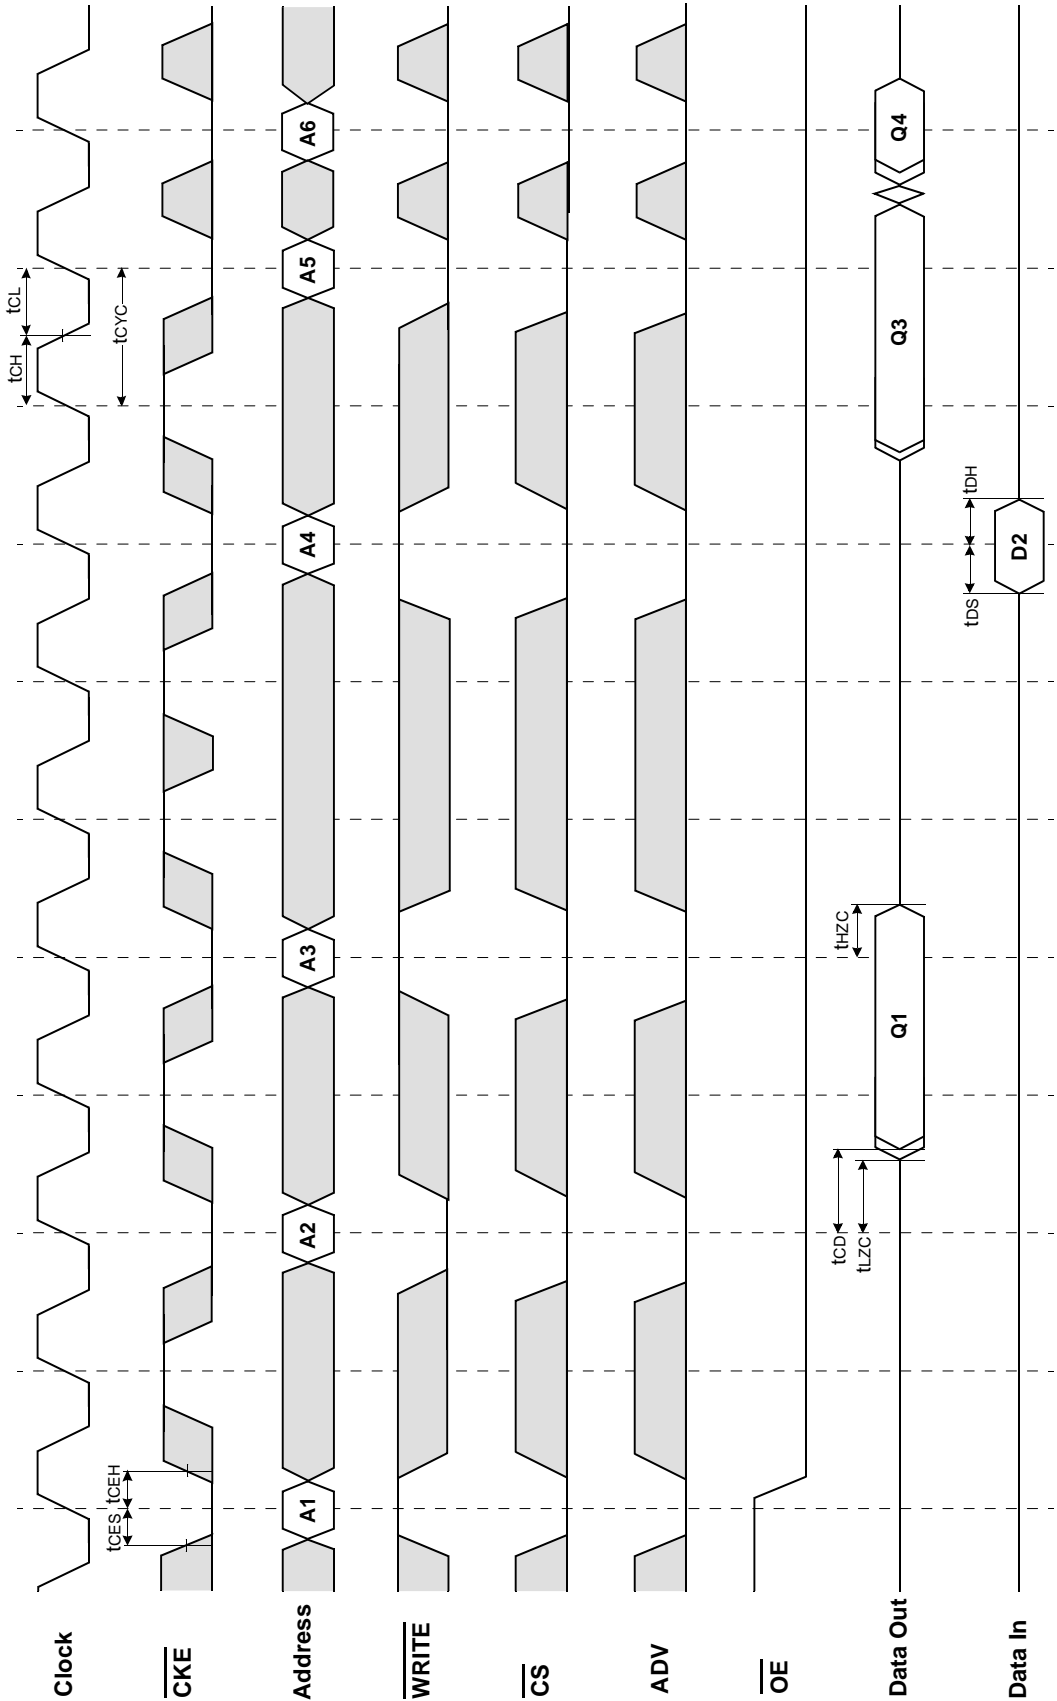 Clock
tCH
tCL
tCYC
tCES
tCEH
CKE
Address
A1
A2
A3
A4
A5
A6
WRITE
CS
ADV
OE
Data Out
tCD
tLZC
Q1
tHZC
Q3
Q4
Data In
tDS
D2
tDH